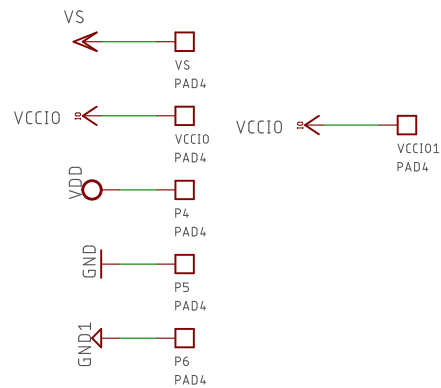 VS
VS
PAD4
VCCIO IO
VCCIO
PAD4
VDD
P4
PAD4
GND
P5
PAD4
GND1
P6
PAD4
VCCIO IO
VCCIO1
PAD4